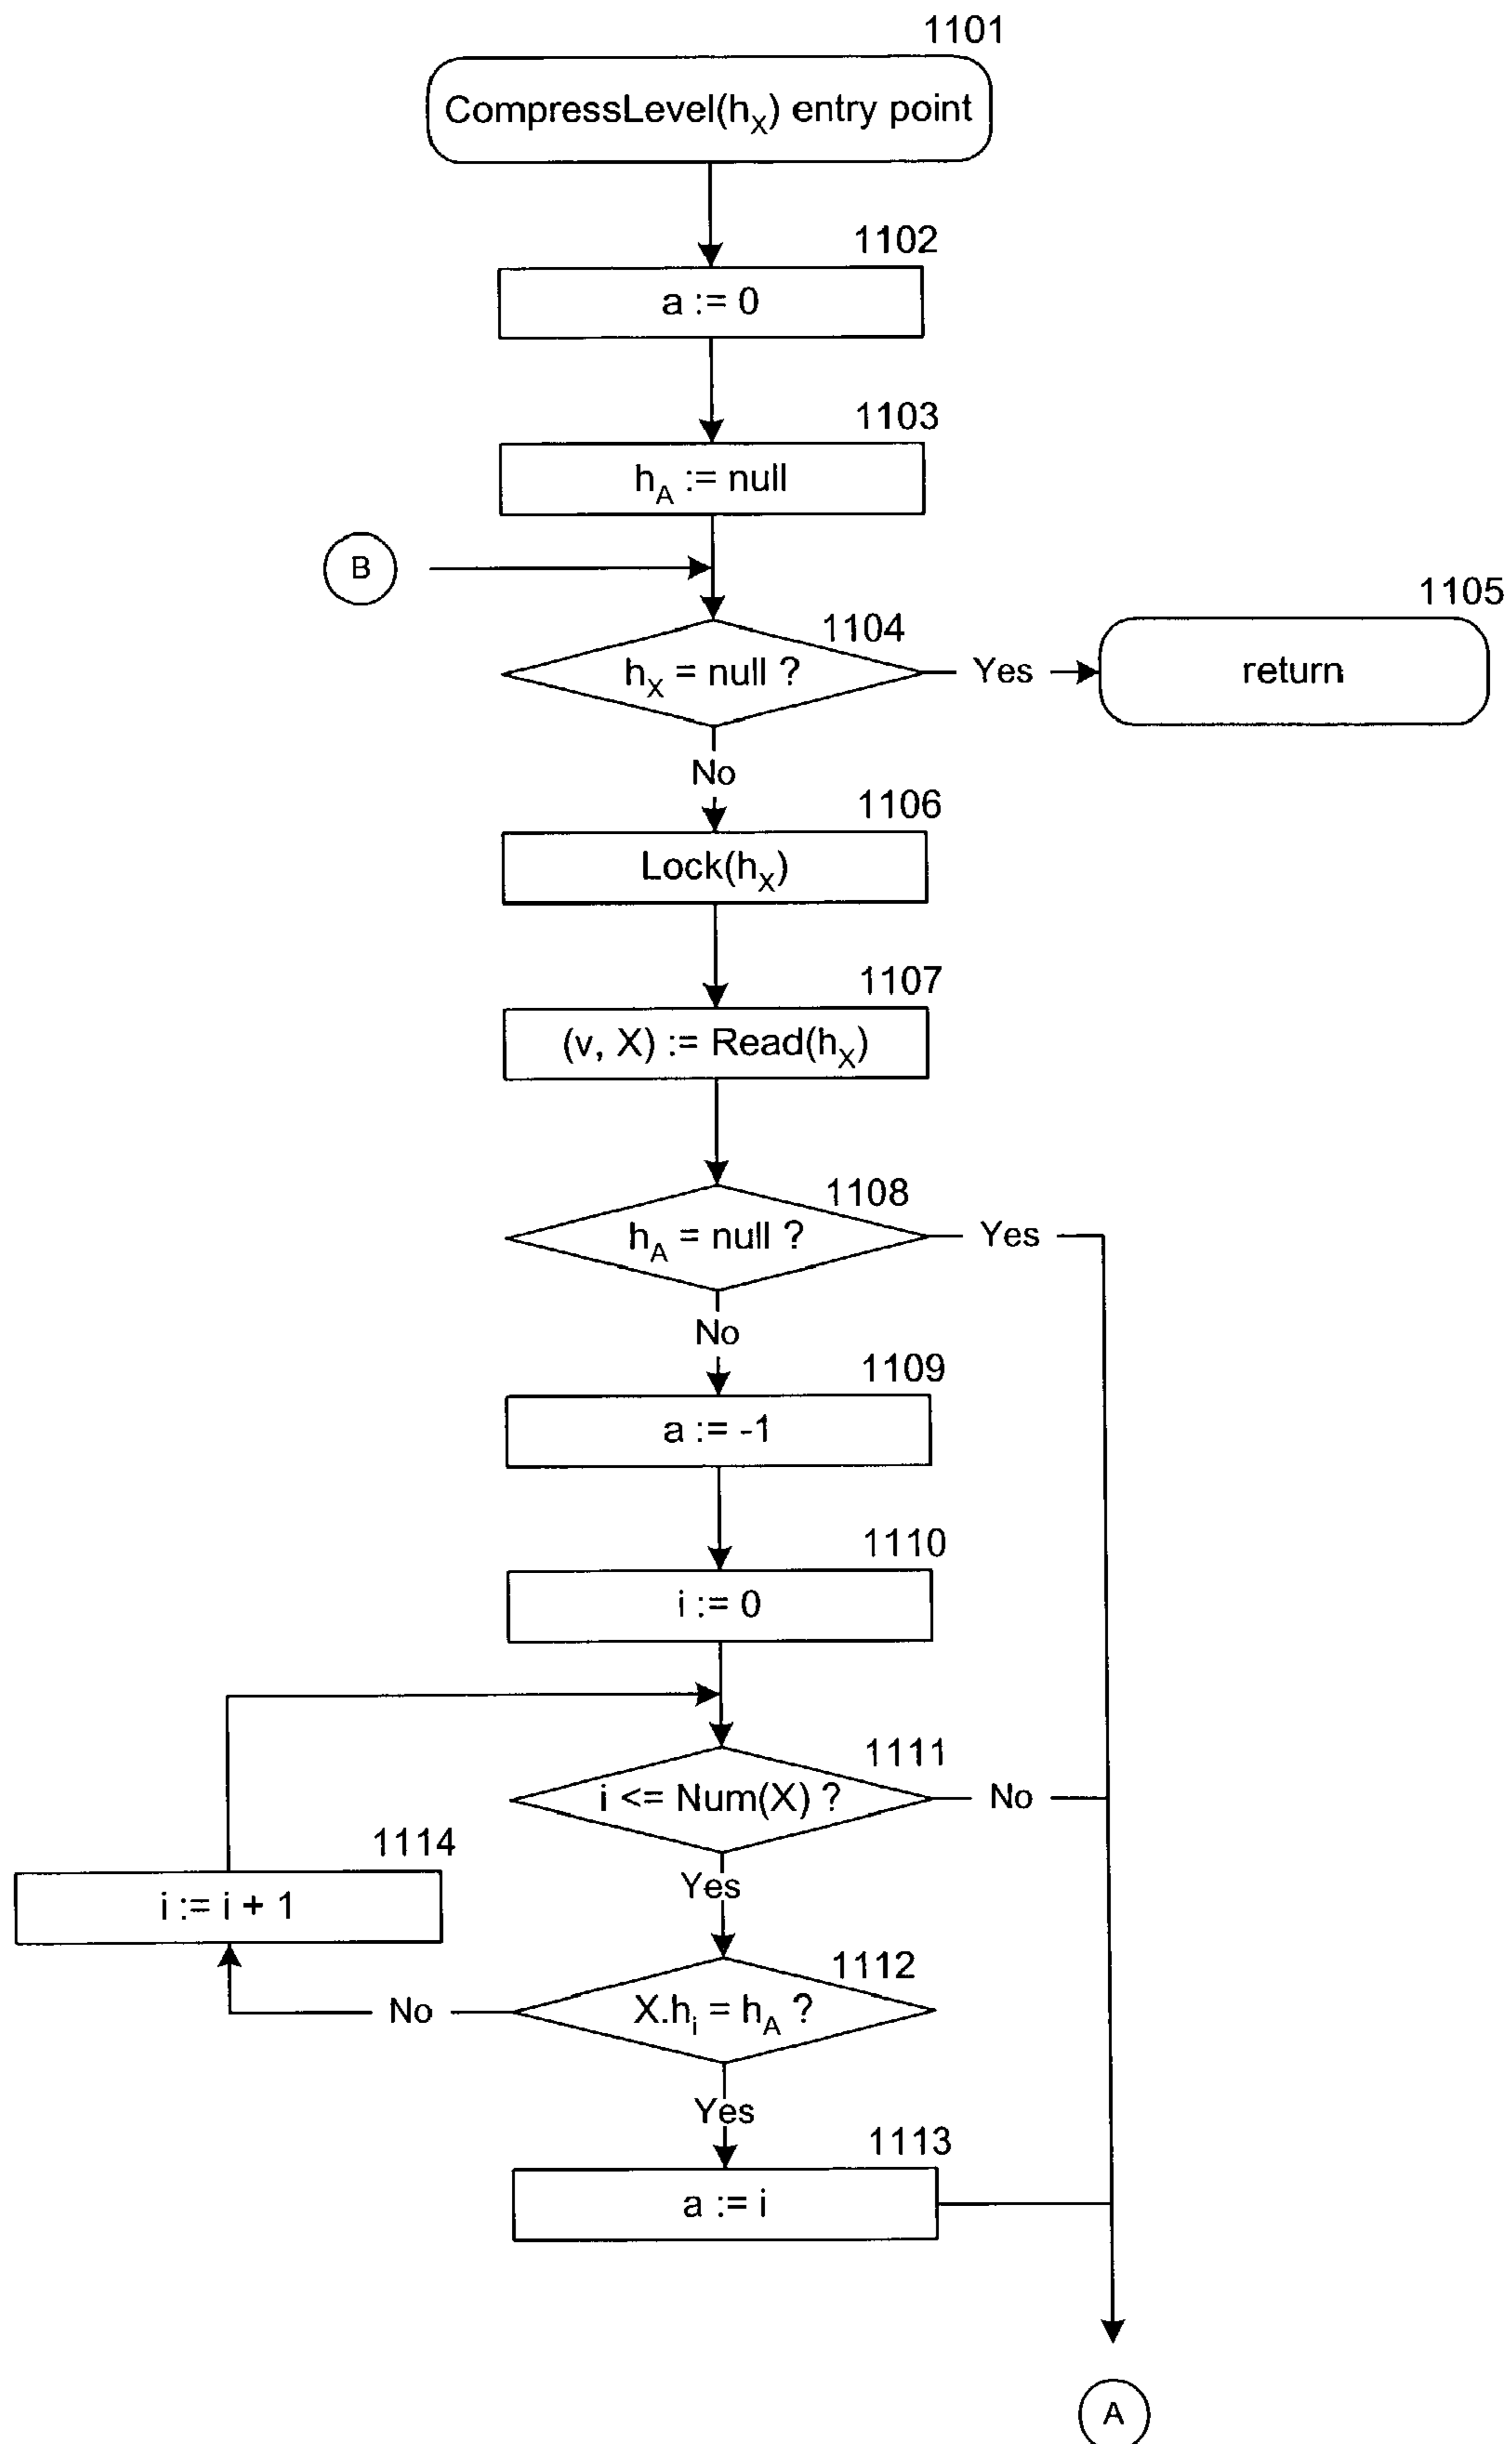 1101
CompressLevel(hX) entry point
1102
a := 0
1103
hA := null
B
1104
hX = null ?
Yes
1105
return
No
1106
Lock(hX)
1107
(v, X) := Read(hX)
1108
hA = null ?
Yes
No
1109
a := -1
1110
i := 0
1111
i <= Num(X) ?
No
1114
i := i + 1
Yes
1112
X.hi = hA ?
No
Yes
1113
a := i
A